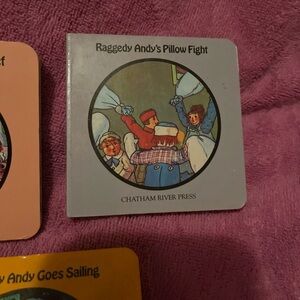 Raggedy Andy's Pillow Fight
CHATHAM RIVER PRESS
y Andy Goes Sailing